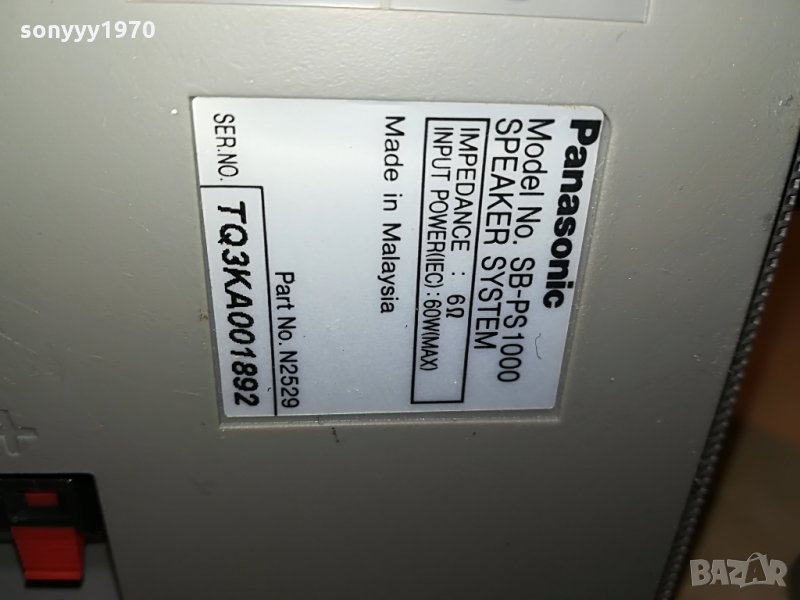 sonyyy1970
Panasonic
Model No. SB-PS1000
SPEAKER SYSTEM
IMPEDANCE : 6Ω
INPUT POWER(IEC) : 60W(MAX)
Made in Malaysia
Part No. N2529
SER.NO. TQ3KA001892
+
BAZAR